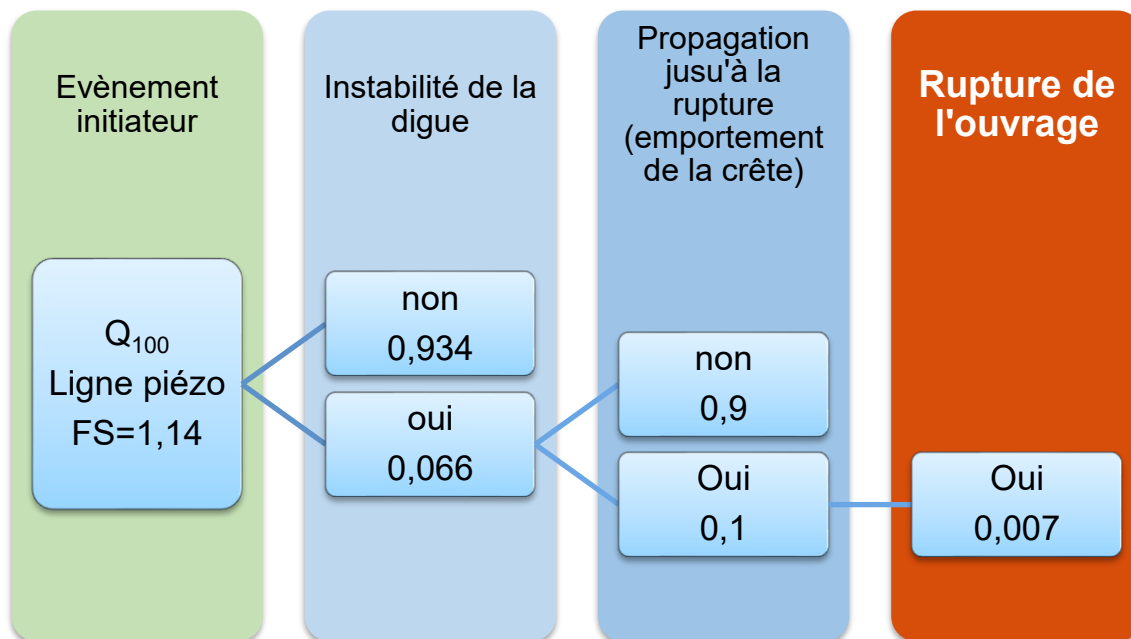 Evènement
initiateur
Q₁₀₀
Ligne piézo
FS=1,14
Instabilité de la
digue
non
0,934
oui
0,066
Propagation
jusu'à la
rupture
(emportement
de la crête)
non
0,9
Oui
0,1
Rupture de
l'ouvrage
Oui
0,007